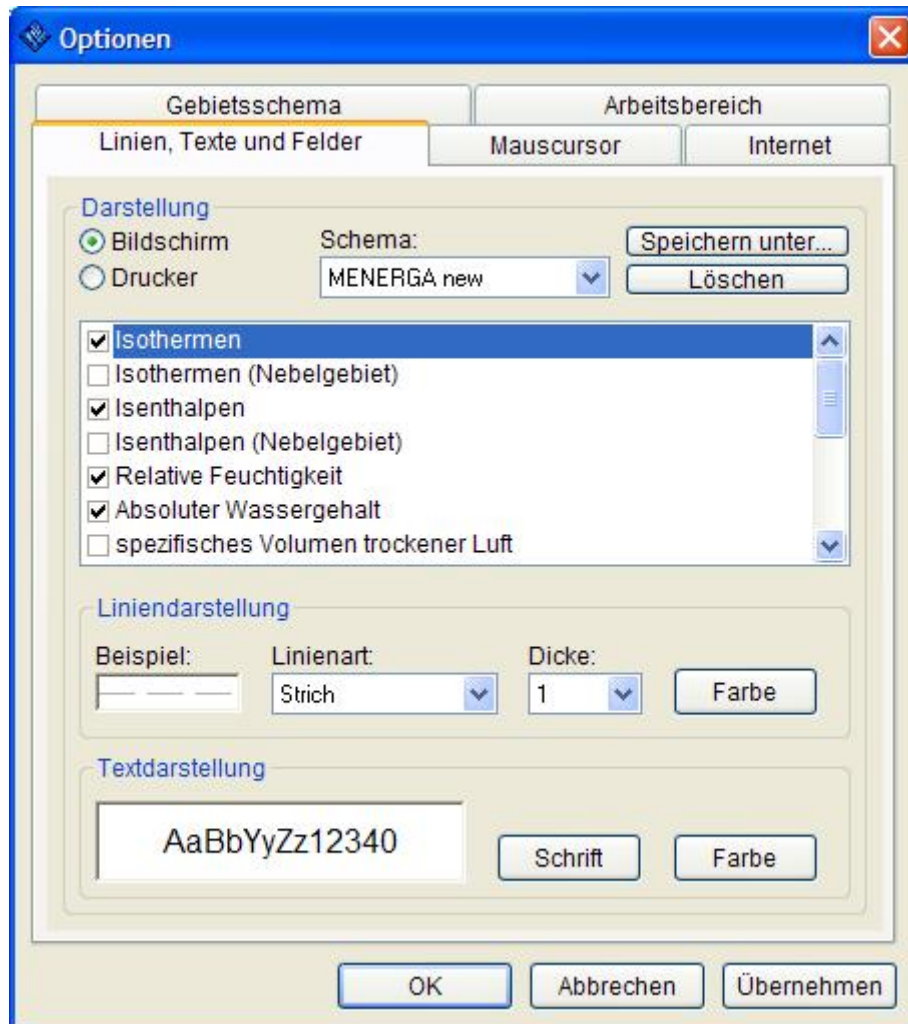 Optionen
Gebietsschema
Arbeitsbereich
Linien, Texte und Felder
Mauscursor
Internet
Darstellung
Bildschirm
Schema:
Speichern unter...
Drucker
MENERGA new
Löschen
Isothermen
Isothermen (Nebelgebiet)
Isenthalpen
Isenthalpen (Nebelgebiet)
Relative Feuchtigkeit
Absoluter Wassergehalt
spezifisches Volumen trockener Luft
Liniendarstellung
Beispiel:
Linienart:
Dicke:
Strich
1
Farbe
Textdarstellung
AaBbYyZz12340
Schrift
Farbe
OK
Abbrechen
Übernehmen